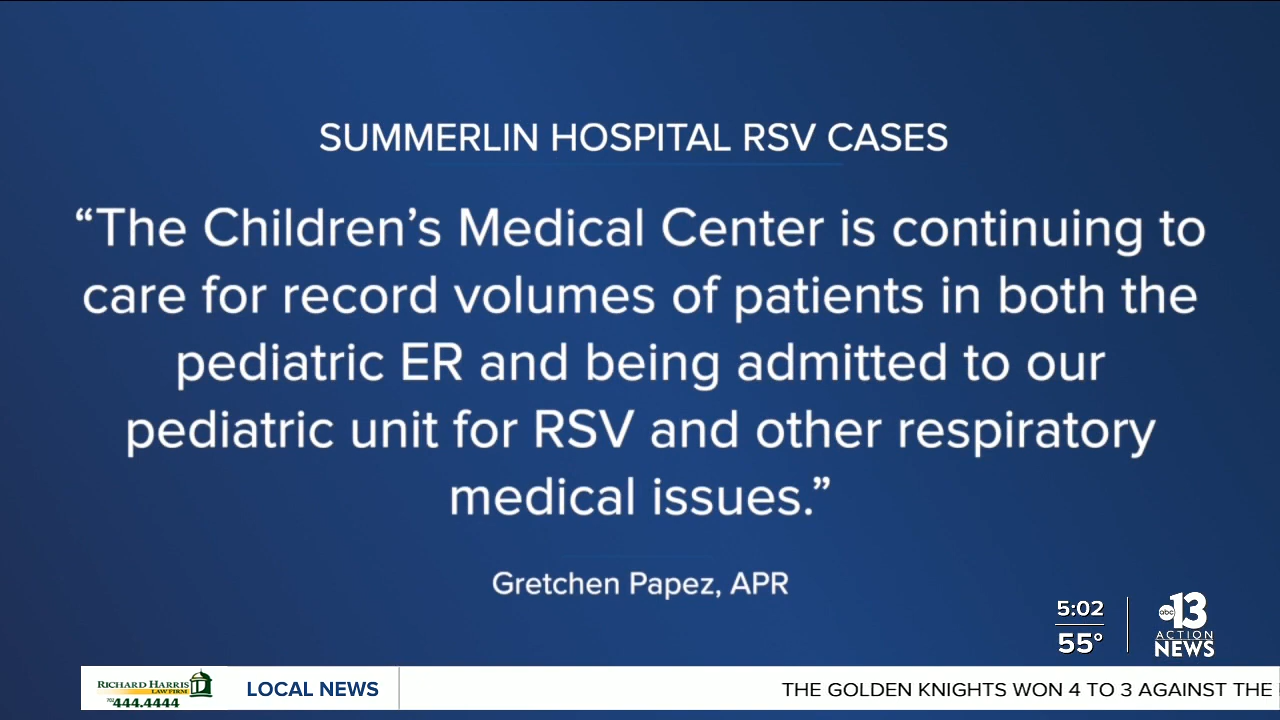 SUMMERLIN HOSPITAL RSV CASES
“The Children’s Medical Center is continuing to
care for record volumes of patients in both the
pediatric ER and being admitted to our
pediatric unit for RSV and other respiratory
medical issues.”
Gretchen Papez, APR
5:02
55°
abc 13
ACTION
NEWS
RICHARD HARRIS
LAW FIRM
702 444.4444
LOCAL NEWS
THE GOLDEN KNIGHTS WON 4 TO 3 AGAINST THE